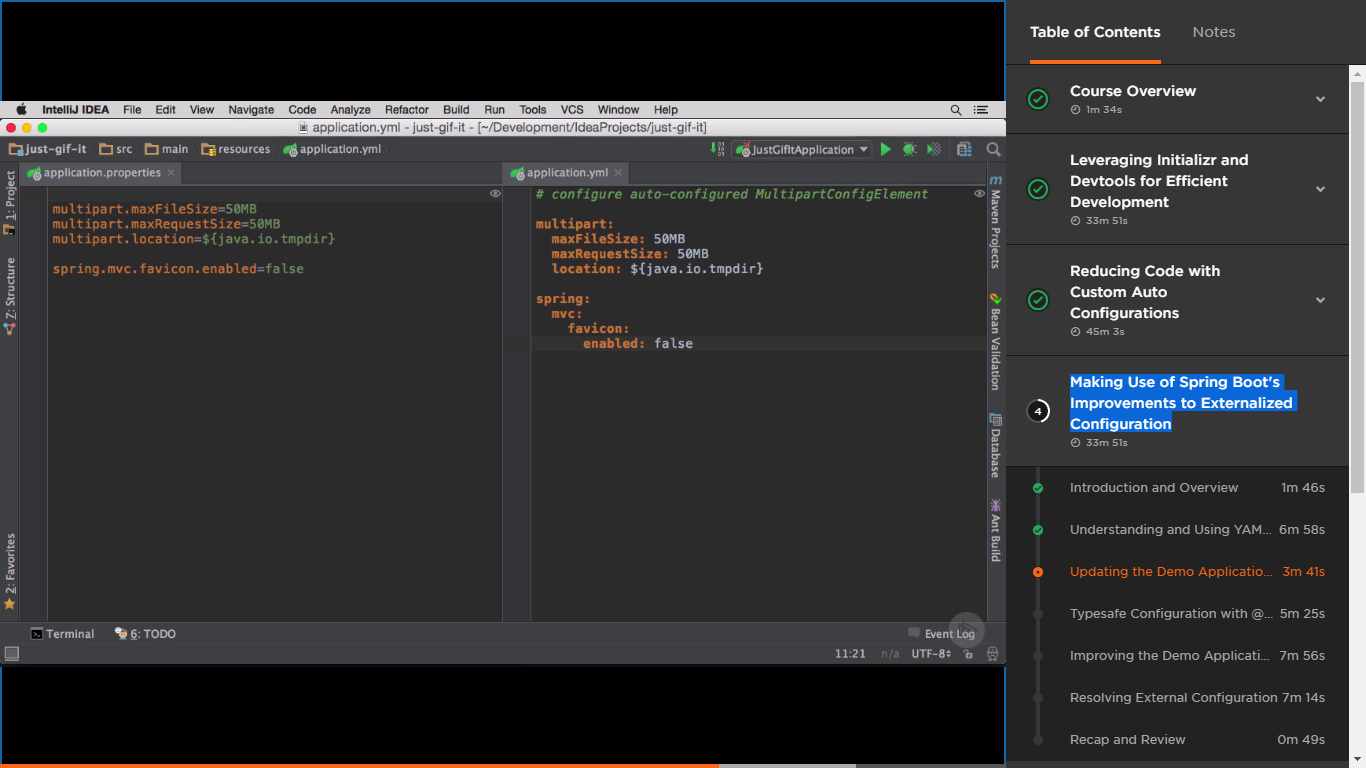 IntelliJ IDEA File Edit View Navigate Code Analyze Refactor Build Run Tools VCS Window Help
application.yml - just-gif-it - [~/Development/IdeaProjects/just-gif-it]
just-gif-it src main resources application.yml JustGifItApplication
1: Project
Z: Structure
2: Favorites
application.properties
multipart.maxFileSize=50MB
multipart.maxRequestSize=50MB
multipart.location=${java.io.tmpdir}
spring.mvc.favicon.enabled=false
application.yml
# configure auto-configured MultipartConfigElement
multipart:
maxFileSize: 50MB
maxRequestSize: 50MB
location: ${java.io.tmpdir}
spring:
mvc:
favicon:
enabled: false
m Maven Projects
Bean Validation
Database
Ant Build
Terminal 6: TODO Event Log
11:21 n/a UTF-8
Table of Contents Notes
Course Overview
1m 34s
Leveraging Initializr and
Devtools for Efficient
Development
33m 51s
Reducing Code with
Custom Auto
Configurations
45m 3s
4
Making Use of Spring Boot's
Improvements to Externalized
Configuration
33m 51s
Introduction and Overview 1m 46s
Understanding and Using YAM... 6m 58s
Updating the Demo Applicatio... 3m 41s
Typesafe Configuration with @... 5m 25s
Improving the Demo Applicati... 7m 56s
Resolving External Configuration 7m 14s
Recap and Review 0m 49s